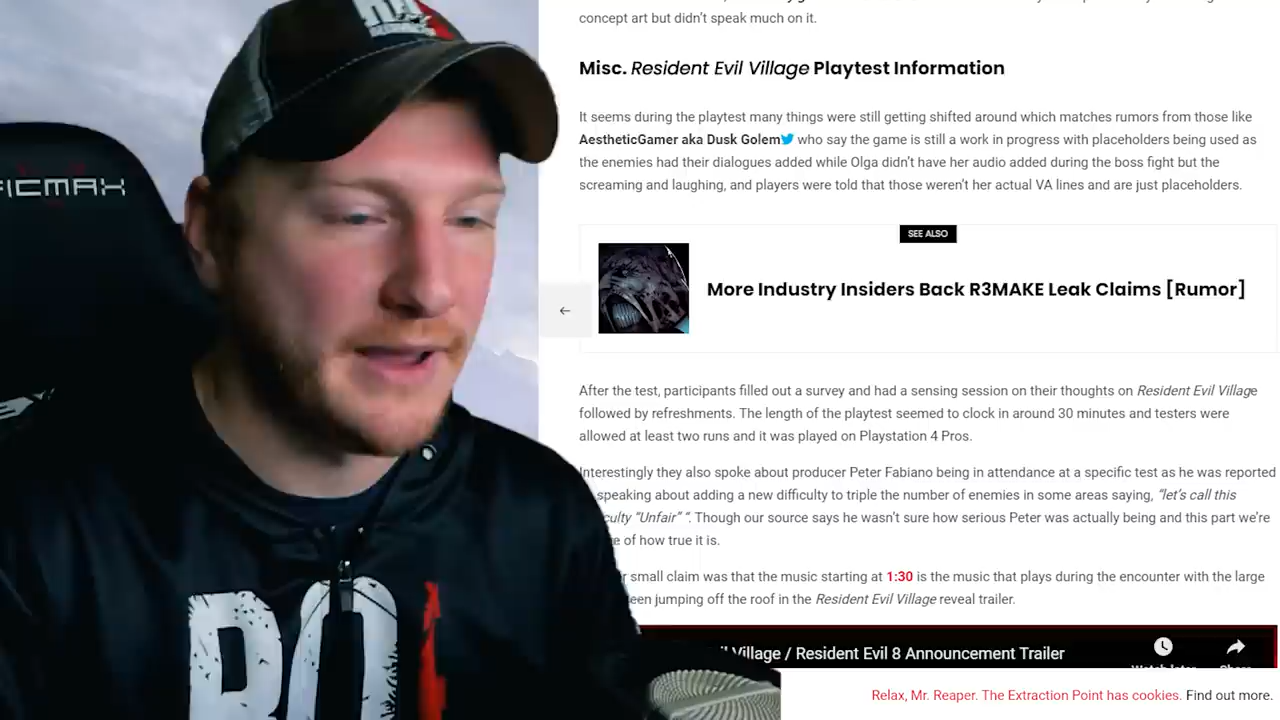 concept art but didn't speak much on it.
Misc. Resident Evil Village Playtest Information
It seems during the playtest many things were still getting shifted around which matches rumors from those like
AestheticGamer aka Dusk Golem who say the game is still a work in progress with placeholders being used as
the enemies had their dialogues added while Olga didn't have her audio added during the boss fight but the
screaming and laughing, and players were told that those weren't her actual VA lines and are just placeholders.
SEE ALSO
More Industry Insiders Back R3MAKE Leak Claims [Rumor]
After the test, participants filled out a survey and had a sensing session on their thoughts on Resident Evil Village
followed by refreshments. The length of the playtest seemed to clock in around 30 minutes and testers were
allowed at least two runs and it was played on Playstation 4 Pros.
Interestingly they also spoke about producer Peter Fabiano being in attendance at a specific test as he was reported
speaking about adding a new difficulty to triple the number of enemies in some areas saying, "let's call this
culty "Unfair" ". Though our source says he wasn't sure how serious Peter was actually being and this part we're
of how true it is.
small claim was that the music starting at 1:30 is the music that plays during the encounter with the large
een jumping off the roof in the Resident Evil Village reveal trailer.
Village / Resident Evil 8 Announcement Trailer
Relax, Mr. Reaper. The Extraction Point has cookies. Find out more.